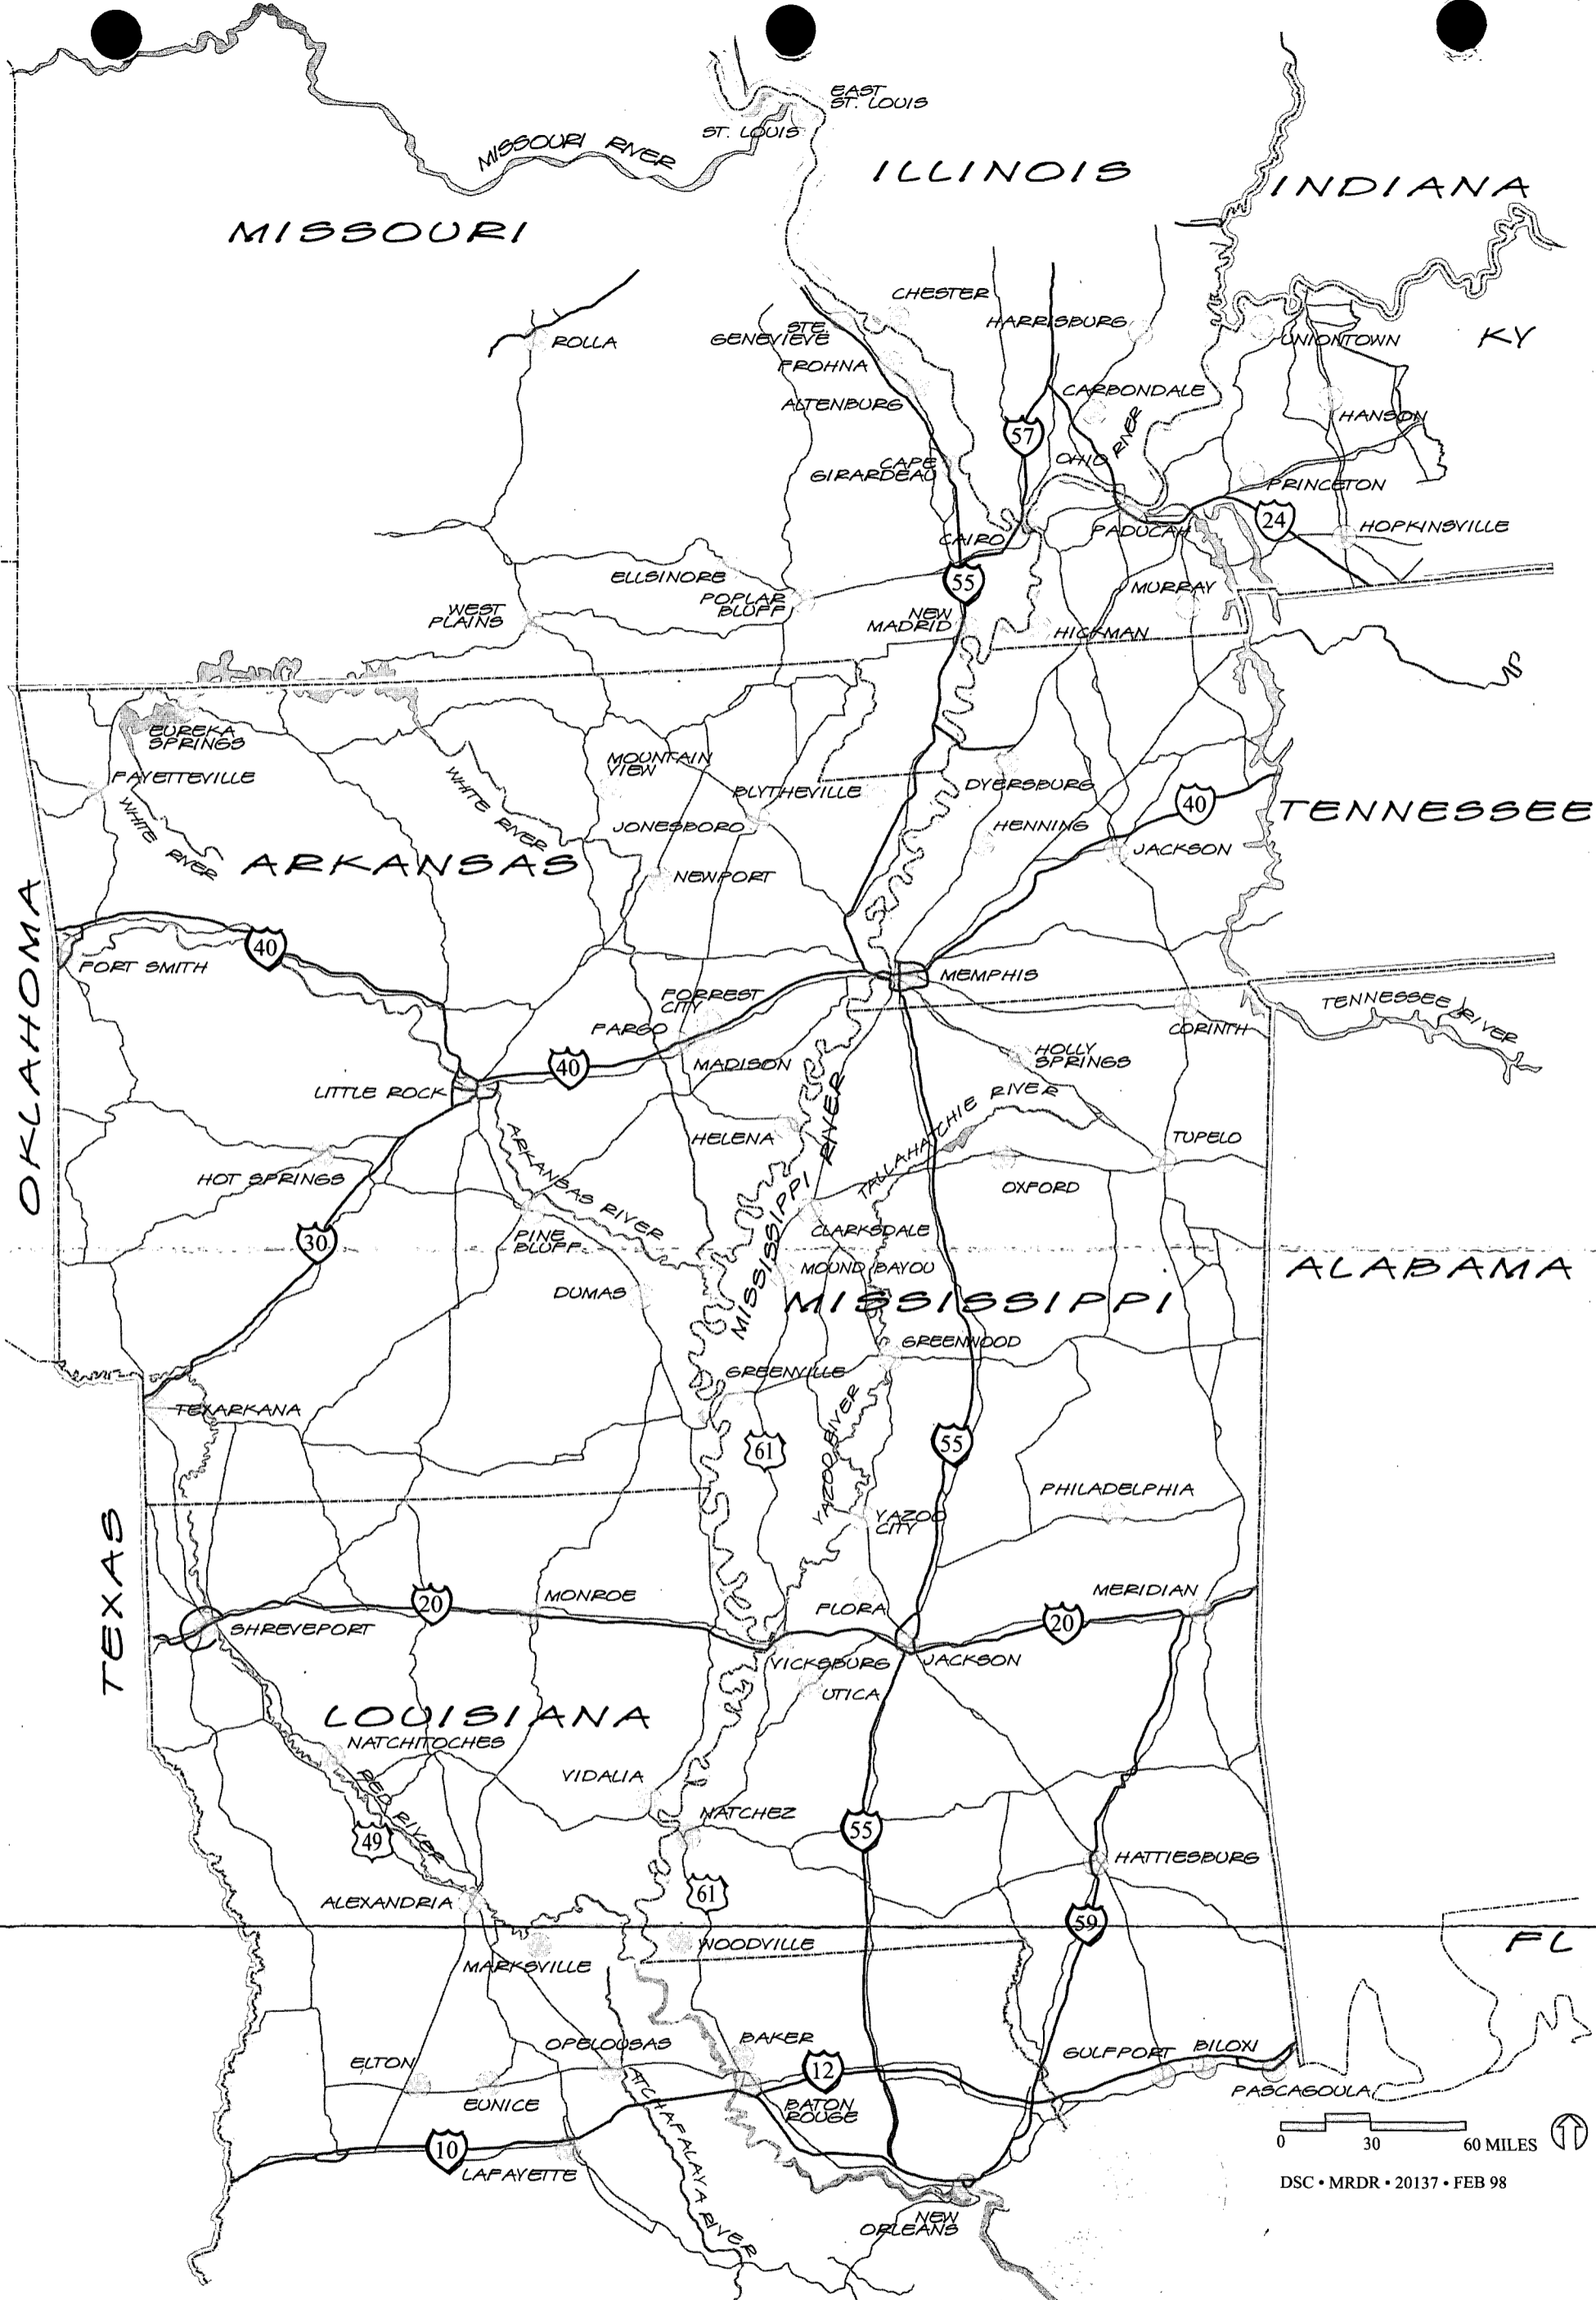 EAST
ST. LOUIS
ST. LOUIS
MISSOURI RIVER
ILLINOIS
INDIANA
MISSOURI
CHESTER
HARRISBURG
STE.
GENEVIEVE
ROLLA
UNIONTOWN
KY
FROHNA
CARBONDALE
ALTENBURG
HANSON
57
OHIO RIVER
CAPE
GIRARDEAU
PRINCETON
24
HOPKINSVILLE
CAIRO
PADUCAH
ELLSINORE
55
POPLAR
BLUFF
MURRAY
WEST
PLAINS
NEW
MADRID
HICKMAN
EUREKA
SPRINGS
MOUNTAIN
VIEW
FAYETTEVILLE
WHITE RIVER
WHITE RIVER
BLYTHEVILLE
DYERSBURG
40
TENNESSEE
JONESBORO
HENNING
JACKSON
ARKANSAS
NEWPORT
OKLAHOMA
40
FORT SMITH
MEMPHIS
FORREST
CITY
TENNESSEE RIVER
FARGO
CORINTH
MADISON
HOLLY
SPRINGS
40
LITTLE ROCK
TALLAHATCHIE RIVER
HELENA
TUPELO
ARKANSAS RIVER
MISSISSIPPI RIVER
HOT SPRINGS
OXFORD
30
PINE
BLUFF
CLARKSDALE
MOUND BAYOU
ALABAMA
DUMAS
MISSISSIPPI
GREENWOOD
GREENVILLE
TEXARKANA
YAZOO RIVER
61
55
PHILADELPHIA
YAZOO
CITY
TEXAS
MONROE
MERIDIAN
20
FLORA
20
SHREVEPORT
VICKSBURG
JACKSON
UTICA
LOUISIANA
NATCHITOCHES
VIDALIA
RED RIVER
NATCHEZ
49
55
HATTIESBURG
61
ALEXANDRIA
59
WOODVILLE
FL
MARKSVILLE
OPELOUSAS
BAKER
GULFPORT
BILOXI
ELTON
12
PASCAGOULA
EUNICE
BATON
ROUGE
ATCHAFALAYA RIVER
10
LAFAYETTE
0 30 60 MILES
DSC • MRDR • 20137 • FEB 98
NEW
ORLEANS